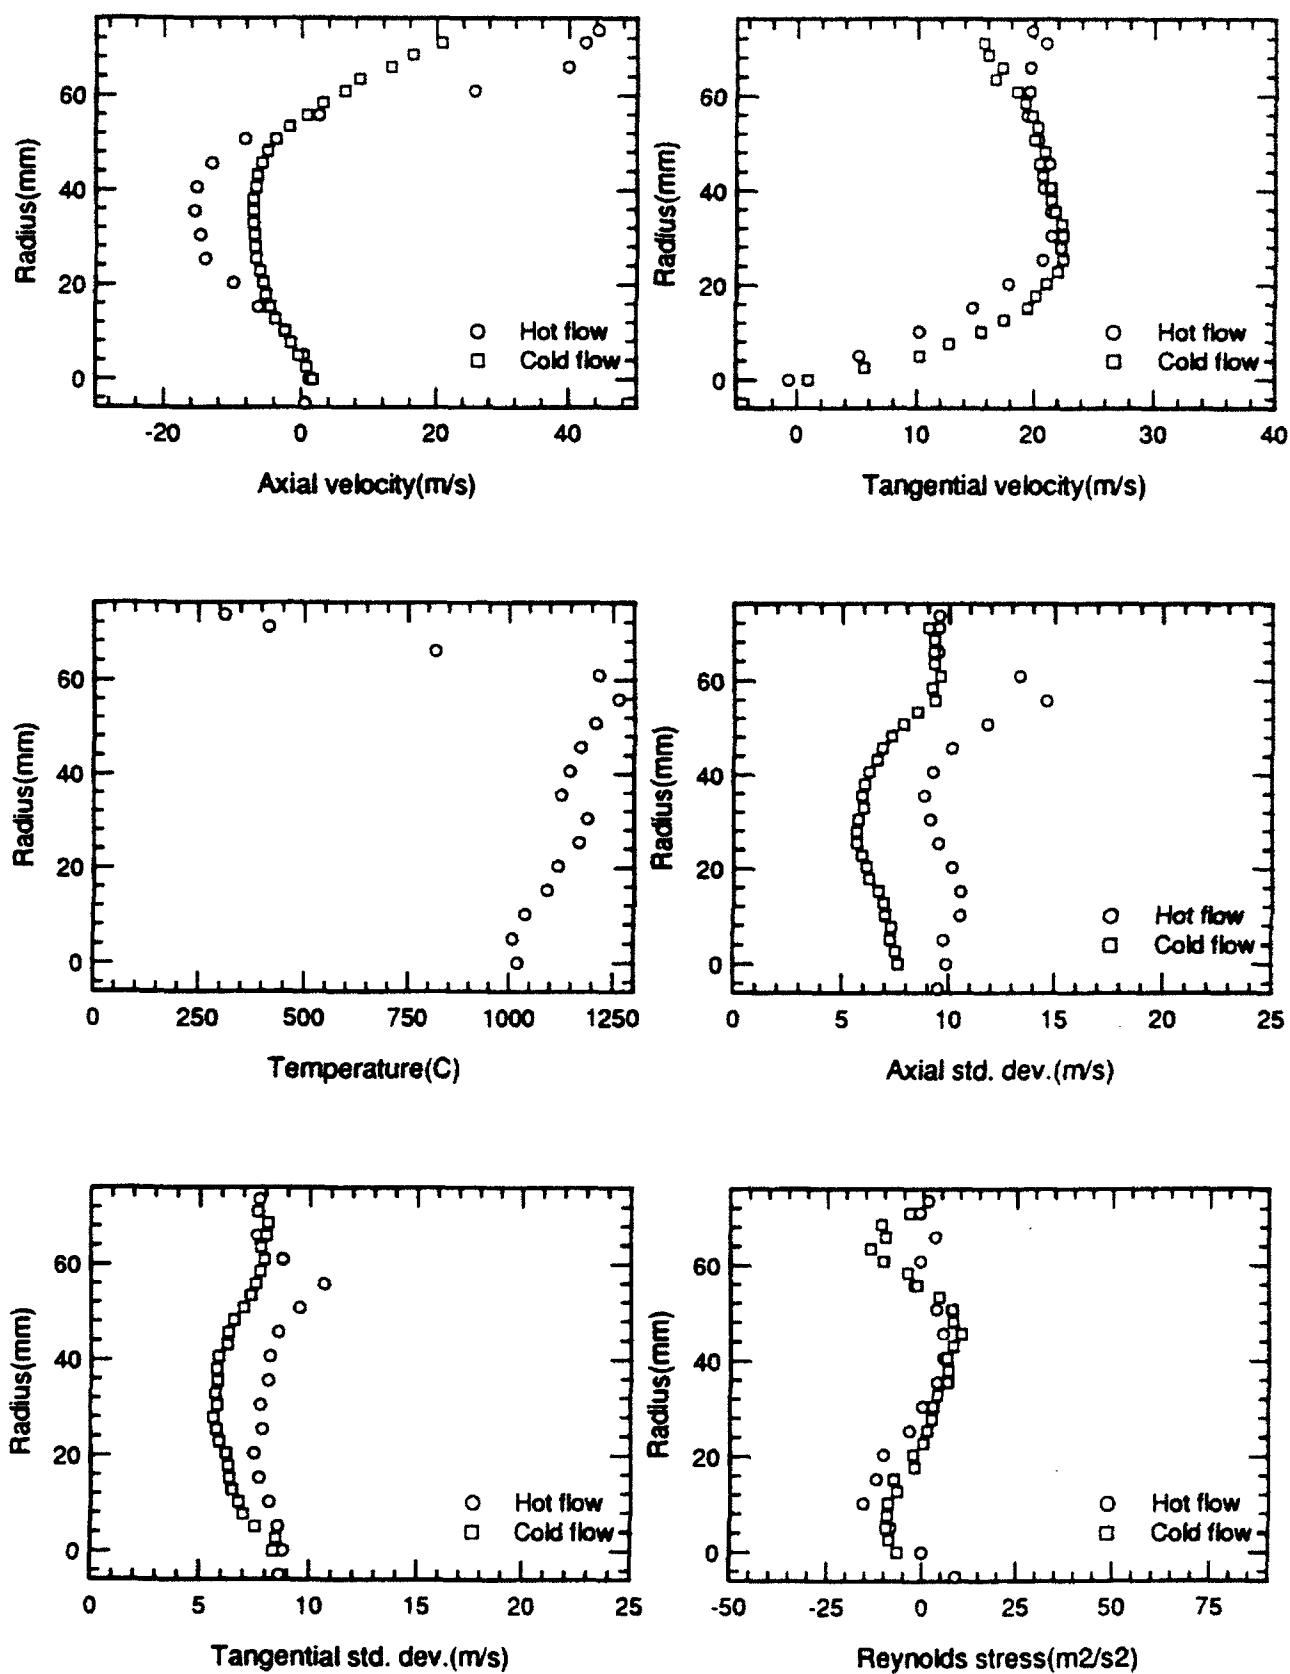 Radius(mm)
60
40
20
0
Hot flow
Cold flow
-20 0 20 40
Axial velocity(m/s)
Radius(mm)
60
40
20
0
Hot flow
Cold flow
0 10 20 30 40
Tangential velocity(m/s)
Radius(mm)
60
40
20
0
0 250 500 750 1000 1250
Temperature(C)
Radius(mm)
60
40
20
0
Hot flow
Cold flow
0 5 10 15 20 25
Axial std. dev.(m/s)
Radius(mm)
60
40
20
0
Hot flow
Cold flow
0 5 10 15 20 25
Tangential std. dev.(m/s)
Radius(mm)
60
40
20
0
Hot flow
Cold flow
-50 -25 0 25 50 75
Reynolds stress(m2/s2)